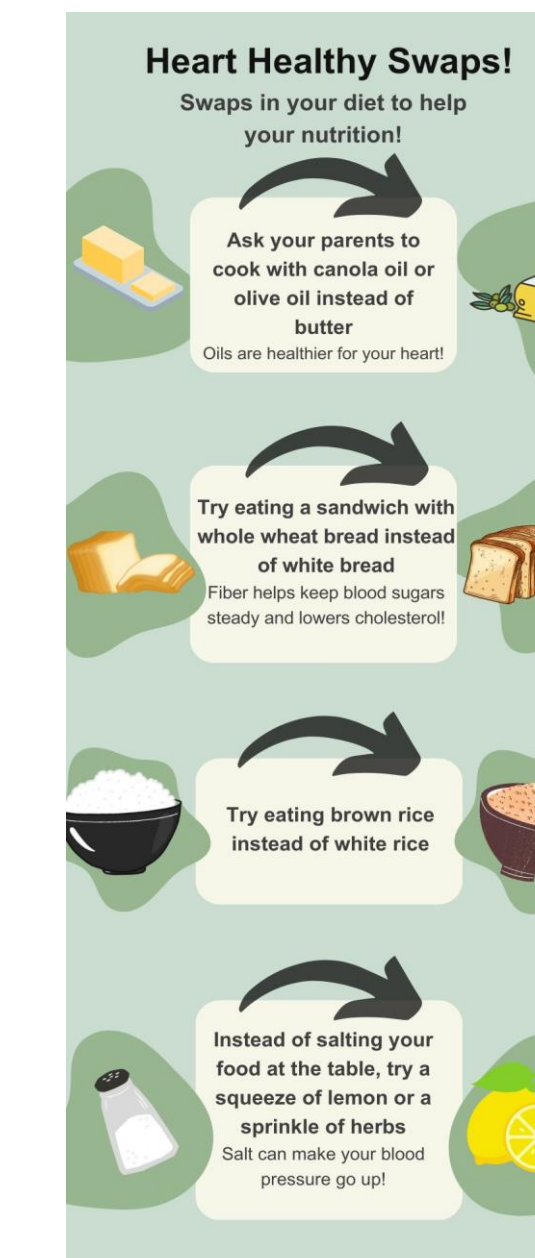 Heart Healthy Swaps!
Swaps in your diet to help
your nutrition!
Ask your parents to
cook with canola oil or
olive oil instead of
butter
Oils are healthier for your heart!
Try eating a sandwich with
whole wheat bread instead
of white bread
Fiber helps keep blood sugars
steady and lowers cholesterol!
Try eating brown rice
instead of white rice
Instead of salting your
food at the table, try a
squeeze of lemon or a
sprinkle of herbs
Salt can make your blood
pressure go up!